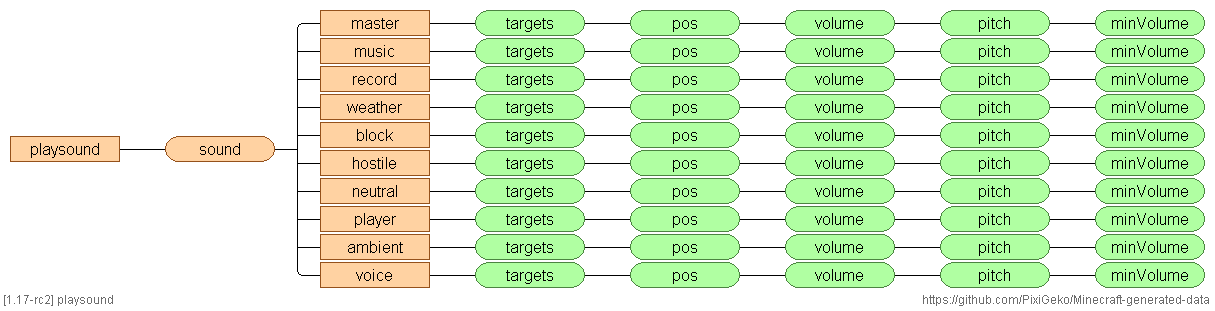 master targets pos volume pitch minVolume
music targets pos volume pitch minVolume
record targets pos volume pitch minVolume
weather targets pos volume pitch minVolume
playsound sound block targets pos volume pitch minVolume
hostile targets pos volume pitch minVolume
neutral targets pos volume pitch minVolume
player targets pos volume pitch minVolume
ambient targets pos volume pitch minVolume
voice targets pos volume pitch minVolume
[1.17-rc2] playsound
https://github.com/PixiGeko/Minecraft-generated-data